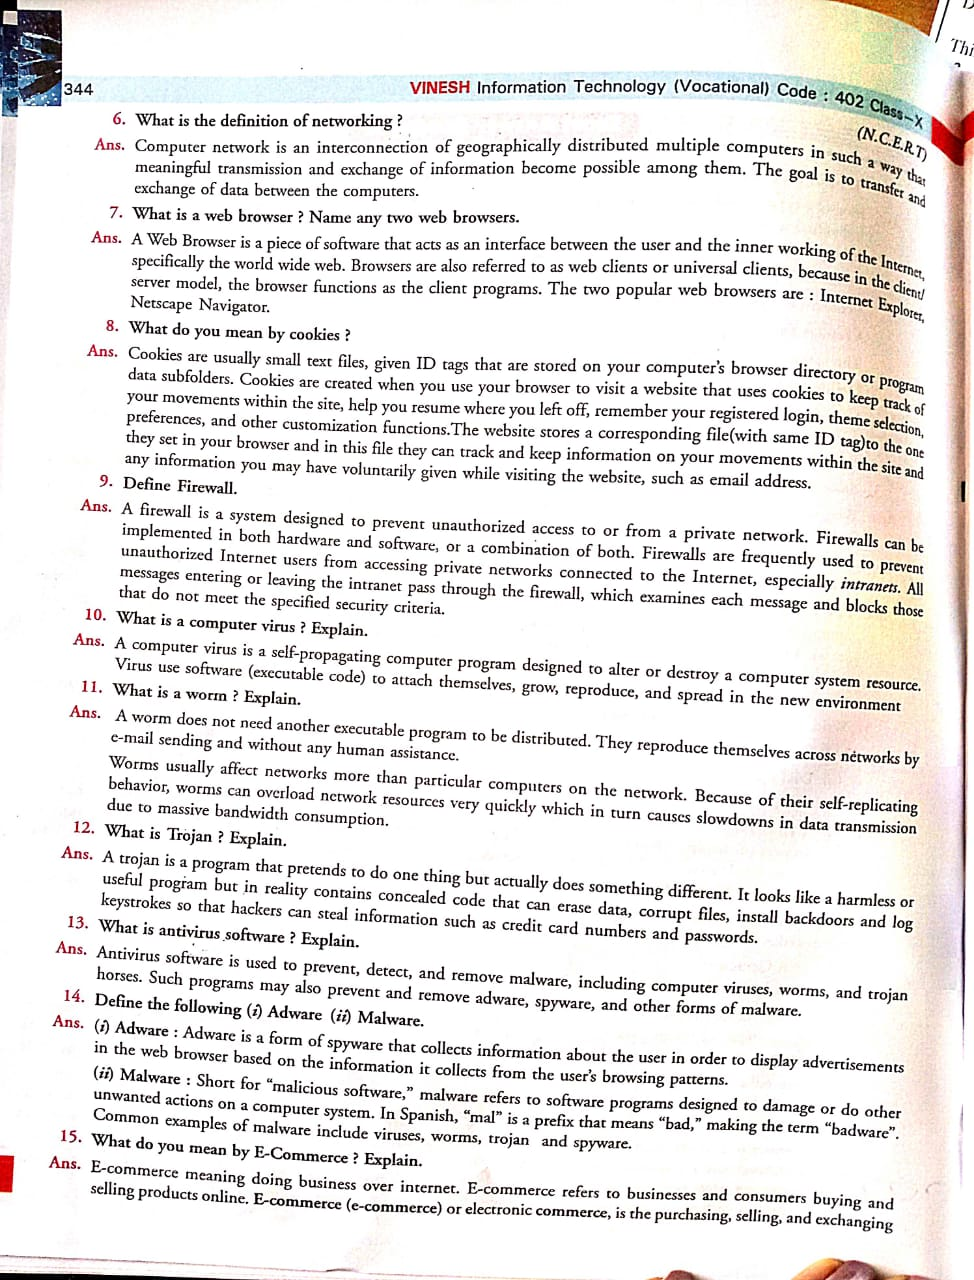 344
VINESH Information Technology (Vocational) Code : 402 Class–X
(N.C.E.R.T)
6. What is the definition of networking ?
Ans. Computer network is an interconnection of geographically distributed multiple computers in such a way that
meaningful transmission and exchange of information become possible among them. The goal is to transfer and
exchange of data between the computers.
7. What is a web browser ? Name any two web browsers.
Ans. A Web Browser is a piece of software that acts as an interface between the user and the inner working of the Internet,
specifically the world wide web. Browsers are also referred to as web clients or universal clients, because in the client/
server model, the browser functions as the client programs. The two popular web browsers are : Internet Explorer,
Netscape Navigator.
8. What do you mean by cookies ?
Ans. Cookies are usually small text files, given ID tags that are stored on your computer's browser directory or program
data subfolders. Cookies are created when you use your browser to visit a website that uses cookies to keep track of
your movements within the site, help you resume where you left off, remember your registered login, theme selection,
preferences, and other customization functions.The website stores a corresponding file(with same ID tag)to the one
they set in your browser and in this file they can track and keep information on your movements within the site and
any information you may have voluntarily given while visiting the website, such as email address.
9. Define Firewall.
Ans. A firewall is a system designed to prevent unauthorized access to or from a private network. Firewalls can be
implemented in both hardware and software, or a combination of both. Firewalls are frequently used to prevent
unauthorized Internet users from accessing private networks connected to the Internet, especially intranets. All
messages entering or leaving the intranet pass through the firewall, which examines each message and blocks those
that do not meet the specified security criteria.
10. What is a computer virus ? Explain.
Ans. A computer virus is a self-propagating computer program designed to alter or destroy a computer system resource.
Virus use software (executable code) to attach themselves, grow, reproduce, and spread in the new environment
11. What is a worm ? Explain.
Ans. A worm does not need another executable program to be distributed. They reproduce themselves across networks by
e-mail sending and without any human assistance.
Worms usually affect networks more than particular computers on the network. Because of their self-replicating
behavior, worms can overload network resources very quickly which in turn causes slowdowns in data transmission
due to massive bandwidth consumption.
12. What is Trojan ? Explain.
Ans. A trojan is a program that pretends to do one thing but actually does something different. It looks like a harmless or
useful program but in reality contains concealed code that can erase data, corrupt files, install backdoors and log
keystrokes so that hackers can steal information such as credit card numbers and passwords.
13. What is antivirus software ? Explain.
Ans. Antivirus software is used to prevent, detect, and remove malware, including computer viruses, worms, and trojan
horses. Such programs may also prevent and remove adware, spyware, and other forms of malware.
14. Define the following (i) Adware (ii) Malware.
Ans. (i) Adware : Adware is a form of spyware that collects information about the user in order to display advertisements
in the web browser based on the information it collects from the user's browsing patterns.
(ii) Malware : Short for “malicious software,” malware refers to software programs designed to damage or do other
unwanted actions on a computer system. In Spanish, “mal” is a prefix that means “bad,” making the term “badware”.
Common examples of malware include viruses, worms, trojan and spyware.
15. What do you mean by E-Commerce ? Explain.
Ans. E-commerce meaning doing business over internet. E-commerce refers to businesses and consumers buying and
selling products online. E-commerce (e-commerce) or electronic commerce, is the purchasing, selling, and exchanging